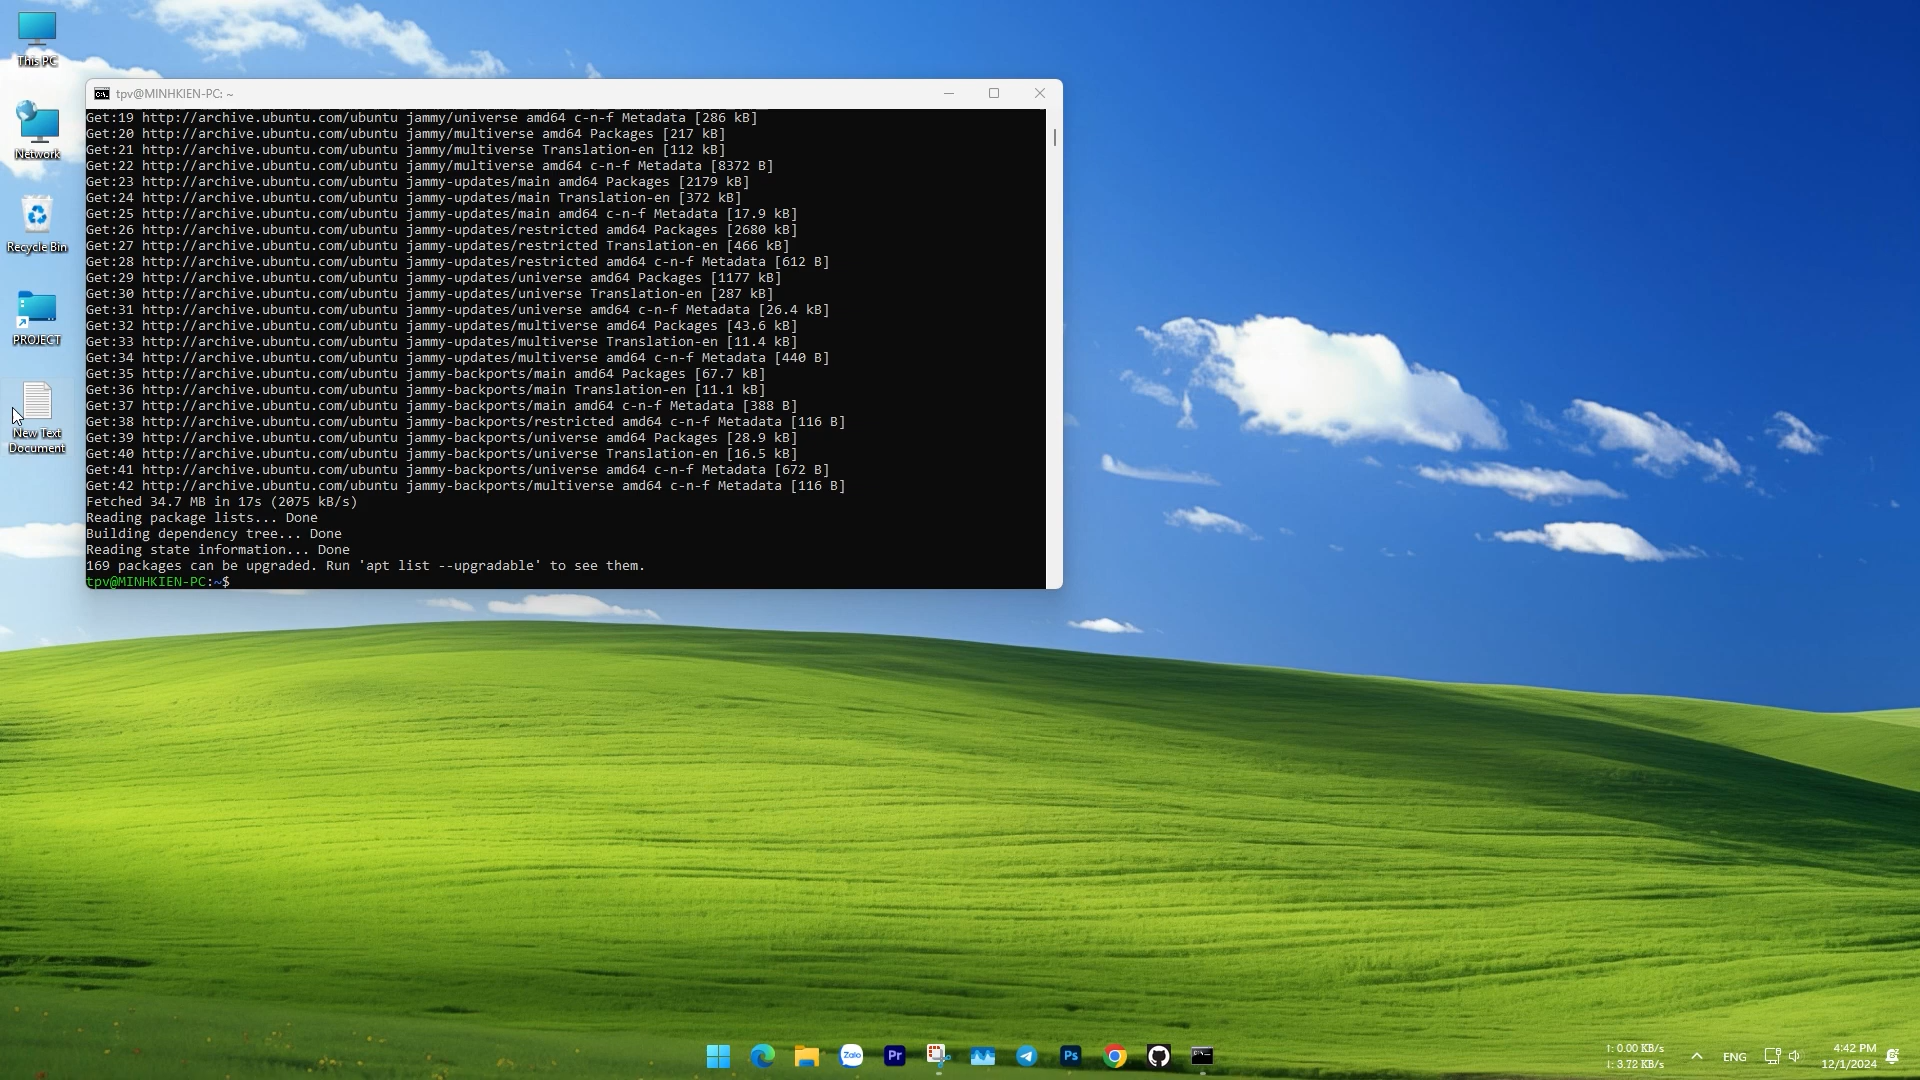 This PC
Network
Recycle Bin
PROJECT
New Text
Document
tpv@MINHKIEN-PC: ~
Get:19 http://archive.ubuntu.com/ubuntu jammy/universe amd64 c-n-f Metadata [286 kB]
Get:20 http://archive.ubuntu.com/ubuntu jammy/multiverse amd64 Packages [217 kB]
Get:21 http://archive.ubuntu.com/ubuntu jammy/multiverse Translation-en [112 kB]
Get:22 http://archive.ubuntu.com/ubuntu jammy/multiverse amd64 c-n-f Metadata [8372 B]
Get:23 http://archive.ubuntu.com/ubuntu jammy-updates/main amd64 Packages [2179 kB]
Get:24 http://archive.ubuntu.com/ubuntu jammy-updates/main Translation-en [372 kB]
Get:25 http://archive.ubuntu.com/ubuntu jammy-updates/main amd64 c-n-f Metadata [17.9 kB]
Get:26 http://archive.ubuntu.com/ubuntu jammy-updates/restricted amd64 Packages [2680 kB]
Get:27 http://archive.ubuntu.com/ubuntu jammy-updates/restricted Translation-en [466 kB]
Get:28 http://archive.ubuntu.com/ubuntu jammy-updates/restricted amd64 c-n-f Metadata [612 B]
Get:29 http://archive.ubuntu.com/ubuntu jammy-updates/universe amd64 Packages [1177 kB]
Get:30 http://archive.ubuntu.com/ubuntu jammy-updates/universe Translation-en [287 kB]
Get:31 http://archive.ubuntu.com/ubuntu jammy-updates/universe amd64 c-n-f Metadata [26.4 kB]
Get:32 http://archive.ubuntu.com/ubuntu jammy-updates/multiverse amd64 Packages [43.6 kB]
Get:33 http://archive.ubuntu.com/ubuntu jammy-updates/multiverse Translation-en [11.4 kB]
Get:34 http://archive.ubuntu.com/ubuntu jammy-updates/multiverse amd64 c-n-f Metadata [440 B]
Get:35 http://archive.ubuntu.com/ubuntu jammy-backports/main amd64 Packages [67.7 kB]
Get:36 http://archive.ubuntu.com/ubuntu jammy-backports/main Translation-en [11.1 kB]
Get:37 http://archive.ubuntu.com/ubuntu jammy-backports/main amd64 c-n-f Metadata [388 B]
Get:38 http://archive.ubuntu.com/ubuntu jammy-backports/restricted amd64 c-n-f Metadata [116 B]
Get:39 http://archive.ubuntu.com/ubuntu jammy-backports/universe amd64 Packages [28.9 kB]
Get:40 http://archive.ubuntu.com/ubuntu jammy-backports/universe Translation-en [16.5 kB]
Get:41 http://archive.ubuntu.com/ubuntu jammy-backports/universe amd64 c-n-f Metadata [672 B]
Get:42 http://archive.ubuntu.com/ubuntu jammy-backports/multiverse amd64 c-n-f Metadata [116 B]
Fetched 34.7 MB in 17s (2075 kB/s)
Reading package lists... Done
Building dependency tree... Done
Reading state information... Done
169 packages can be upgraded. Run 'apt list --upgradable' to see them.
tpv@MINHKIEN-PC:~$
Zalo
Pr
Ps
↑: 0.00 KB/s
↓: 3.72 KB/s
ENG
4:42 PM
12/1/2024